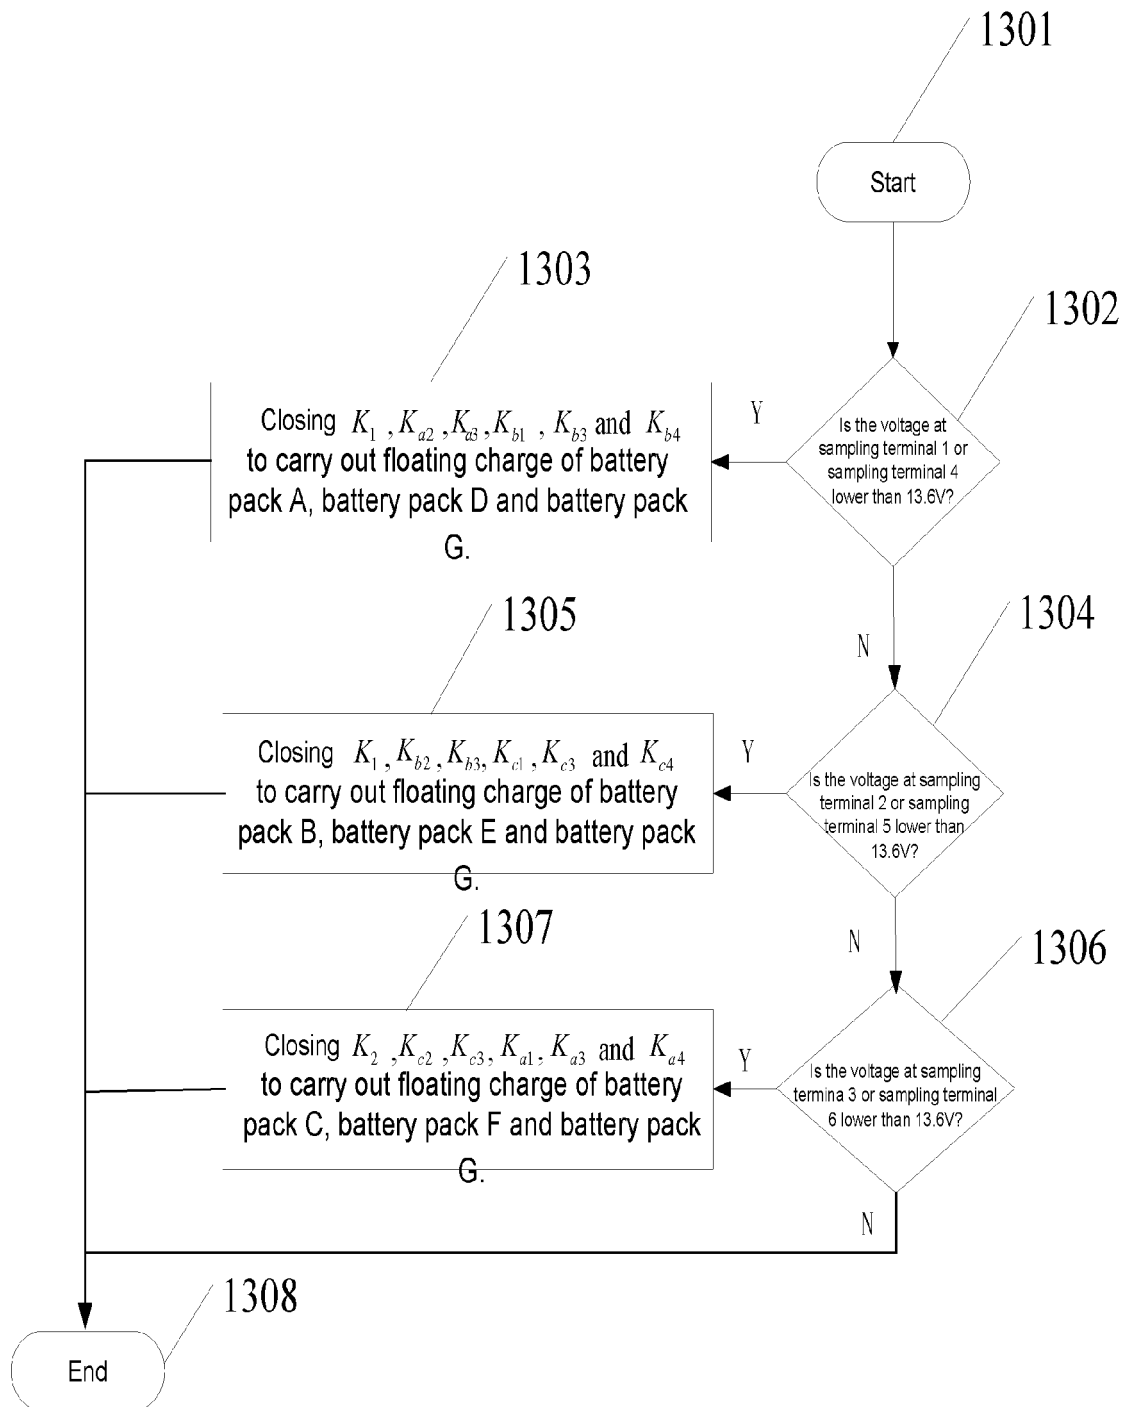 1301
Start
1303
1302
Closing K1 ,Ka2 ,Ka3,Kb1 , Kb3 and Kb4
to carry out floating charge of battery
pack A, battery pack D and battery pack
G.
Y
Is the voltage at
sampling terminal 1 or
sampling terminal 4
lower than 13.6V?
N
1305
1304
Closing K1 , Kb2 , Kb3, Kc1 , Kc3 and Kc4
to carry out floating charge of battery
pack B, battery pack E and battery pack
G.
Y
Is the voltage at sampling
terminal 2 or sampling
terminal 5 lower than
13.6V?
N
1307
1306
Closing K2 ,Kc2 ,Kc3, Ka1, Ka3 and Ka4
to carry out floating charge of battery
pack C, battery pack F and battery pack
G.
Y
Is the voltage at sampling
termina 3 or sampling terminal
6 lower than 13.6V?
N
1308
End